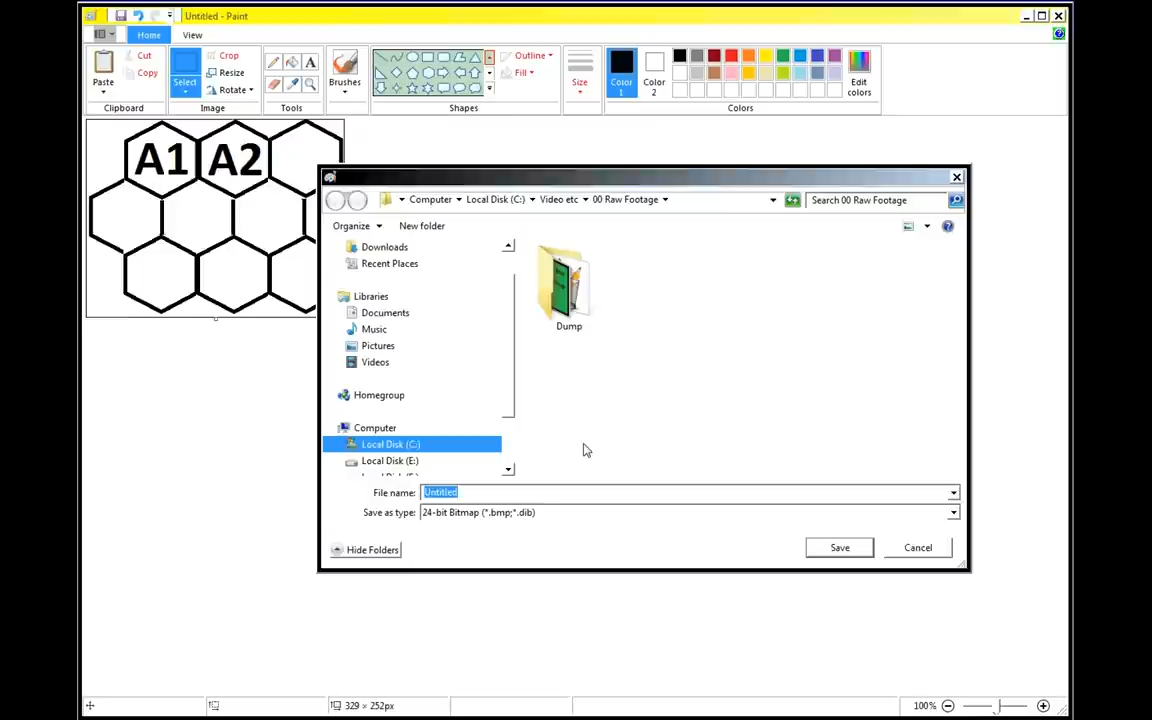 Untitled - Paint
Home View
Paste
Cut
Copy
Clipboard
Select
Crop
Resize
Rotate
Image
Tools
Brushes
Outline
Fill
Shapes
Size
Color 1
Color 2
Edit colors
Colors
A1 A2
Computer Local Disk (C:) Video etc 00 Raw Footage
Search 00 Raw Footage
Organize New folder
Downloads
Recent Places
Libraries
Documents
Music
Pictures
Videos
Homegroup
Computer
Local Disk (C:)
Local Disk (E:)
Dump
File name: Untitled
Save as type: 24-bit Bitmap (*.bmp;*.dib)
Hide Folders
Save Cancel
329 × 252px
100%